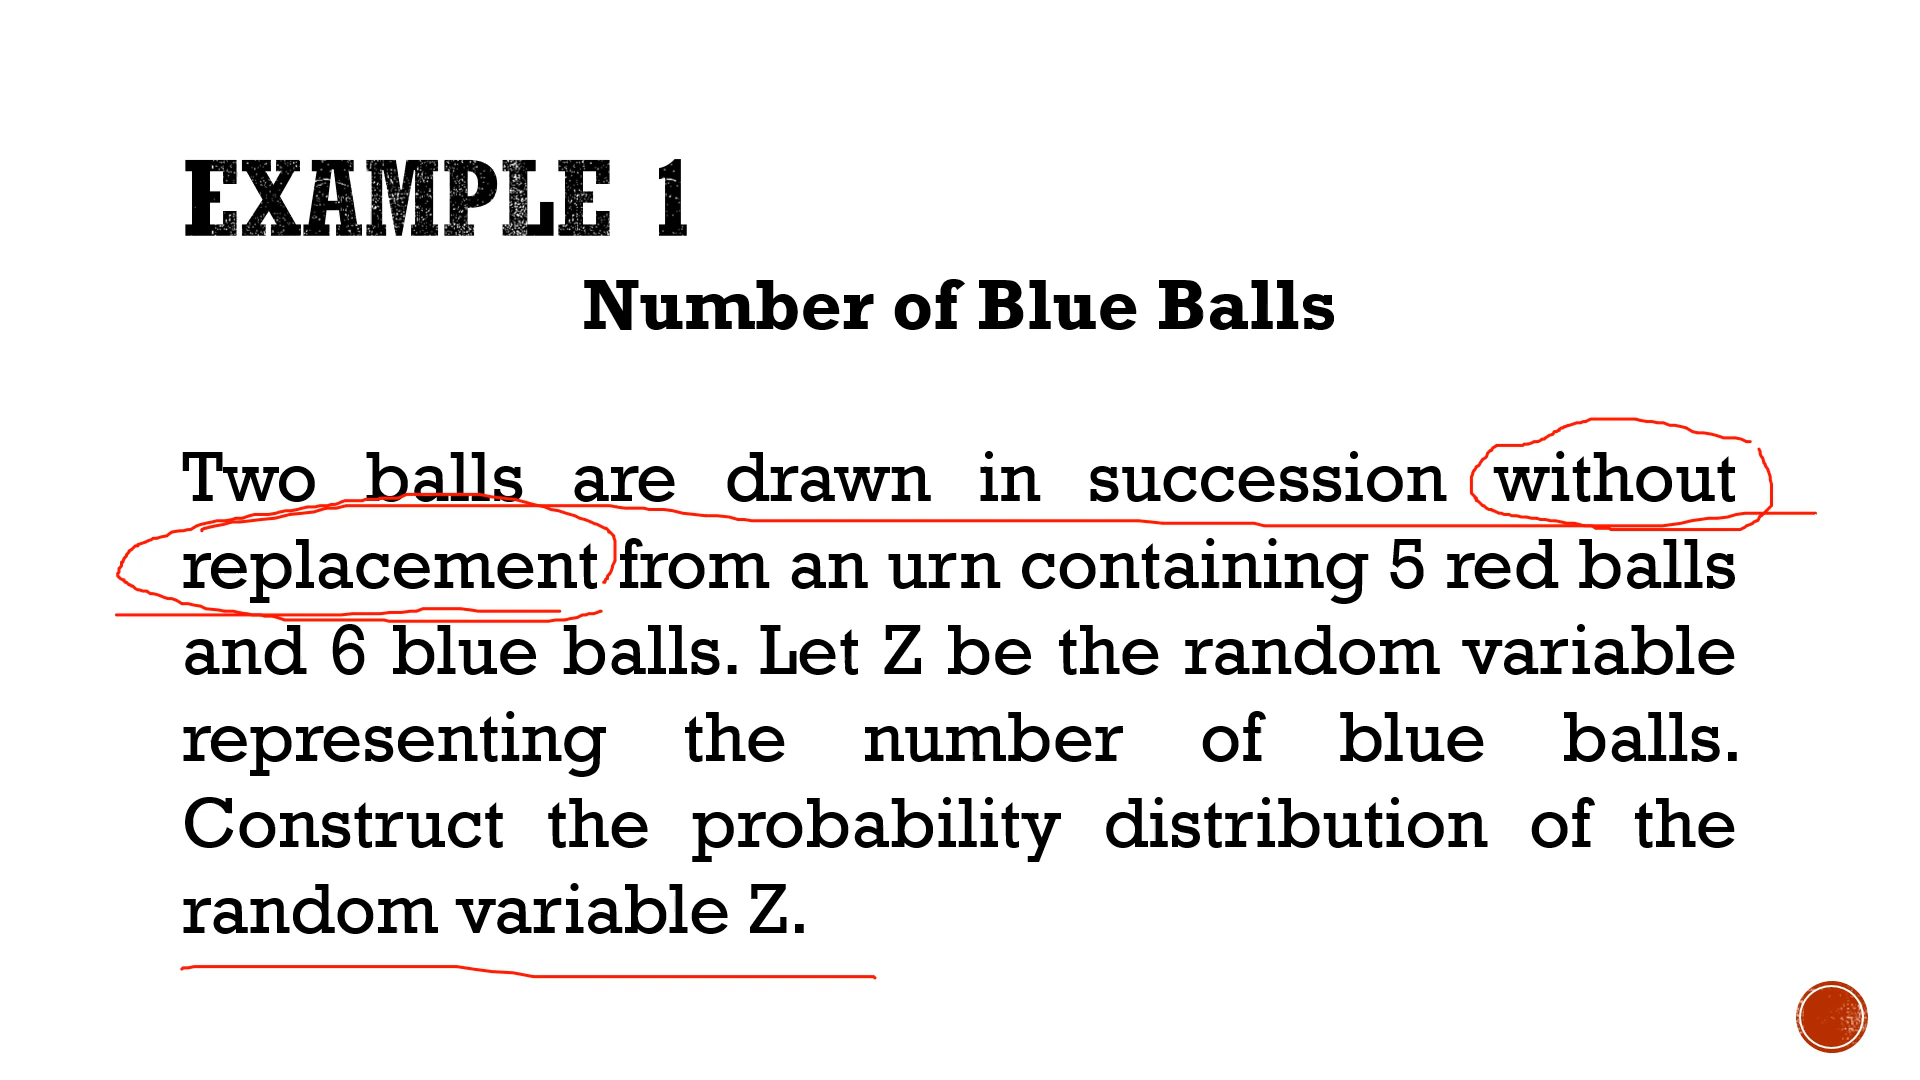 EXAMPLE 1
Number of Blue Balls
Two balls are drawn in succession without
replacement from an urn containing 5 red balls
and 6 blue balls. Let Z be the random variable
representing the number of blue balls.
Construct the probability distribution of the
random variable Z.